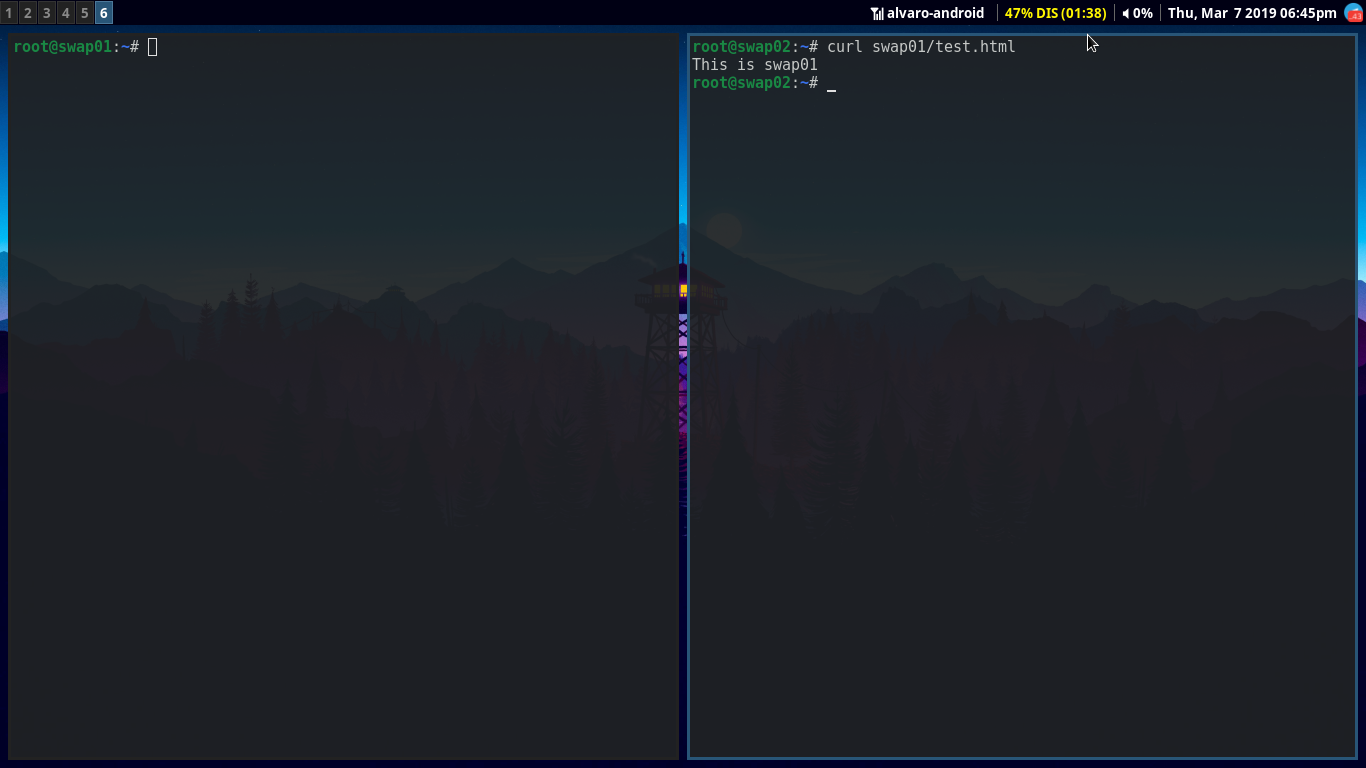 1 2 3 4 5 6 alvaro-android 47% DIS (01:38) 0% Thu, Mar 7 2019 06:45pm
root@swap01:~#
root@swap02:~# curl swap01/test.html
This is swap01
root@swap02:~#